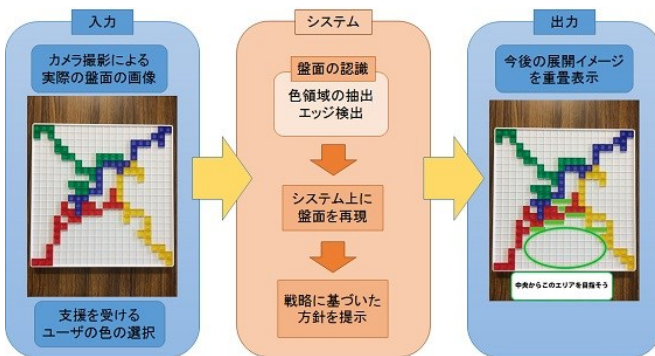 入力
カメラ撮影による
実際の盤面の画像
支援を受ける
ユーザの色の選択
システム
盤面の認識
色領域の抽出
エッジ検出
システム上に
盤面を再現
戦略に基づいた
方針を提示
出力
今後の展開イメージ
を重畳表示
中央からこのエリアを目指そう